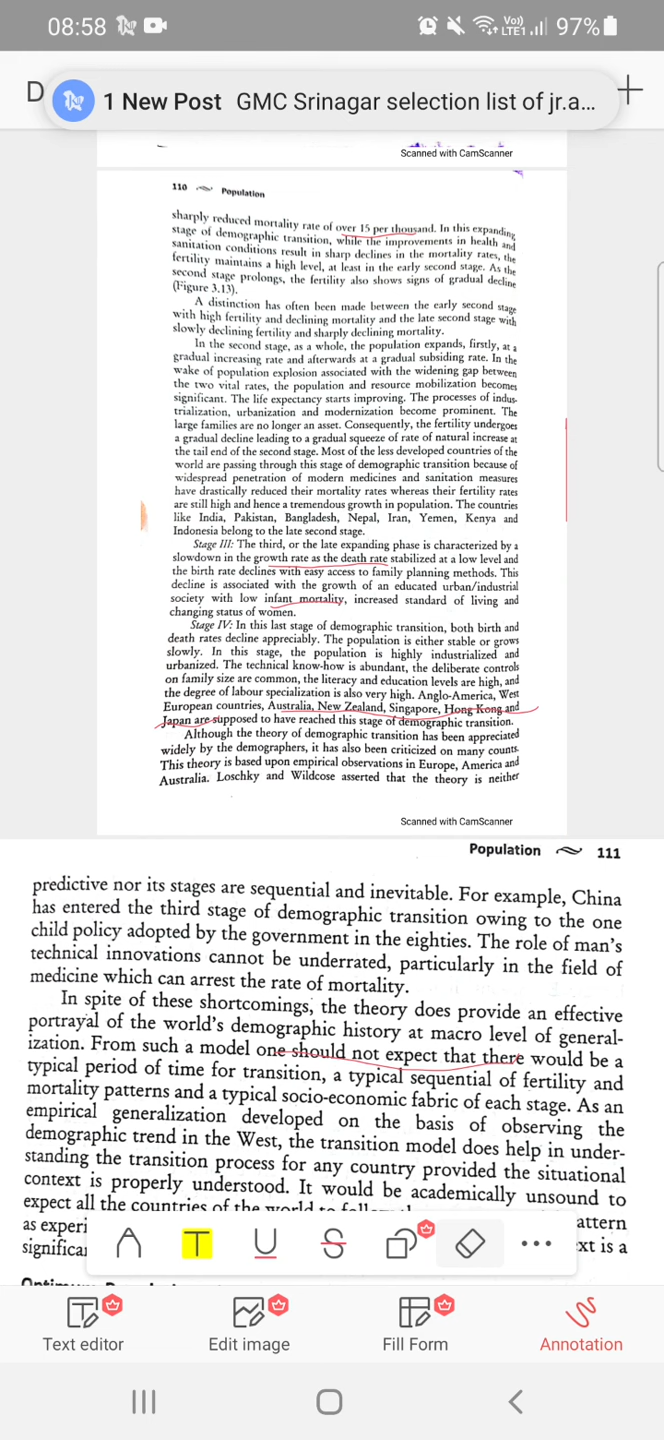 08:58
Vo)) LTE1 97%
D
1 New Post GMC Srinagar selection list of jr.a...
Scanned with CamScanner
110 Population
sharply reduced mortality rate of over 15 per thousand. In this expanding
stage of demographic transition, while the improvements in health and
sanitation conditions result in sharp declines in the mortality rates, the
fertility maintains a high level, at least in the early second stage. As the
second stage prolongs, the fertility also shows signs of gradual decline
(Figure 3.13).
A distinction has often been made between the early second stage
with high fertility and declining mortality and the late second stage with
slowly declining fertility and sharply declining mortality.
In the second stage, as a whole, the population expands, firstly, at a
gradual increasing rate and afterwards at a gradual subsiding rate. In the
wake of population explosion associated with the widening gap between
the two vital rates, the population and resource mobilization becomes
significant. The life expectancy starts improving. The processes of indus-
trialization, urbanization and modernization become prominent. The
large families are no longer an asset. Consequently, the fertility undergoes
a gradual decline leading to a gradual squeeze of rate of natural increase at
the tail end of the second stage. Most of the less developed countries of the
world are passing through this stage of demographic transition because of
widespread penetration of modern medicines and sanitation measures
have drastically reduced their mortality rates whereas their fertility rates
are still high and hence a tremendous growth in population. The countries
like India, Pakistan, Bangladesh, Nepal, Iran, Yemen, Kenya and
Indonesia belong to the late second stage.
Stage III: The third, or the late expanding phase is characterized by a
slowdown in the growth rate as the death rate stabilized at a low level and
the birth rate declines with easy access to family planning methods. This
decline is associated with the growth of an educated urban/industrial
society with low infant mortality, increased standard of living and
changing status of women.
Stage IV: In this last stage of demographic transition, both birth and
death rates decline appreciably. The population is either stable or grows
slowly. In this stage, the population is highly industrialized and
urbanized. The technical know-how is abundant, the deliberate controls
on family size are common, the literacy and education levels are high, and
the degree of labour specialization is also very high. Anglo-America, West
European countries, Australia, New Zealand, Singapore, Hong Kong and
Japan are supposed to have reached this stage of demographic transition.
Although the theory of demographic transition has been appreciated
widely by the demographers, it has also been criticized on many counts.
This theory is based upon empirical observations in Europe, America and
Australia. Loschky and Wildcose asserted that the theory is neither
Scanned with CamScanner
Population 111
predictive nor its stages are sequential and inevitable. For example, China
has entered the third stage of demographic transition owing to the one
child policy adopted by the government in the eighties. The role of man's
technical innovations cannot be underrated, particularly in the field of
medicine which can arrest the rate of mortality.
In spite of these shortcomings, the theory does provide an effective
portrayal of the world's demographic history at macro level of general-
ization. From such a model one should not expect that there would be a
typical period of time for transition, a typical sequential of fertility and
mortality patterns and a typical socio-economic fabric of each stage. As an
empirical generalization developed on the basis of observing the
demographic trend in the West, the transition model does help in under-
standing the transition process for any country provided the situational
context is properly understood. It would be academically unsound to
expect all the countries of the world to
as experi attern
significa xt is a
Text editor
Edit image
Fill Form
Annotation